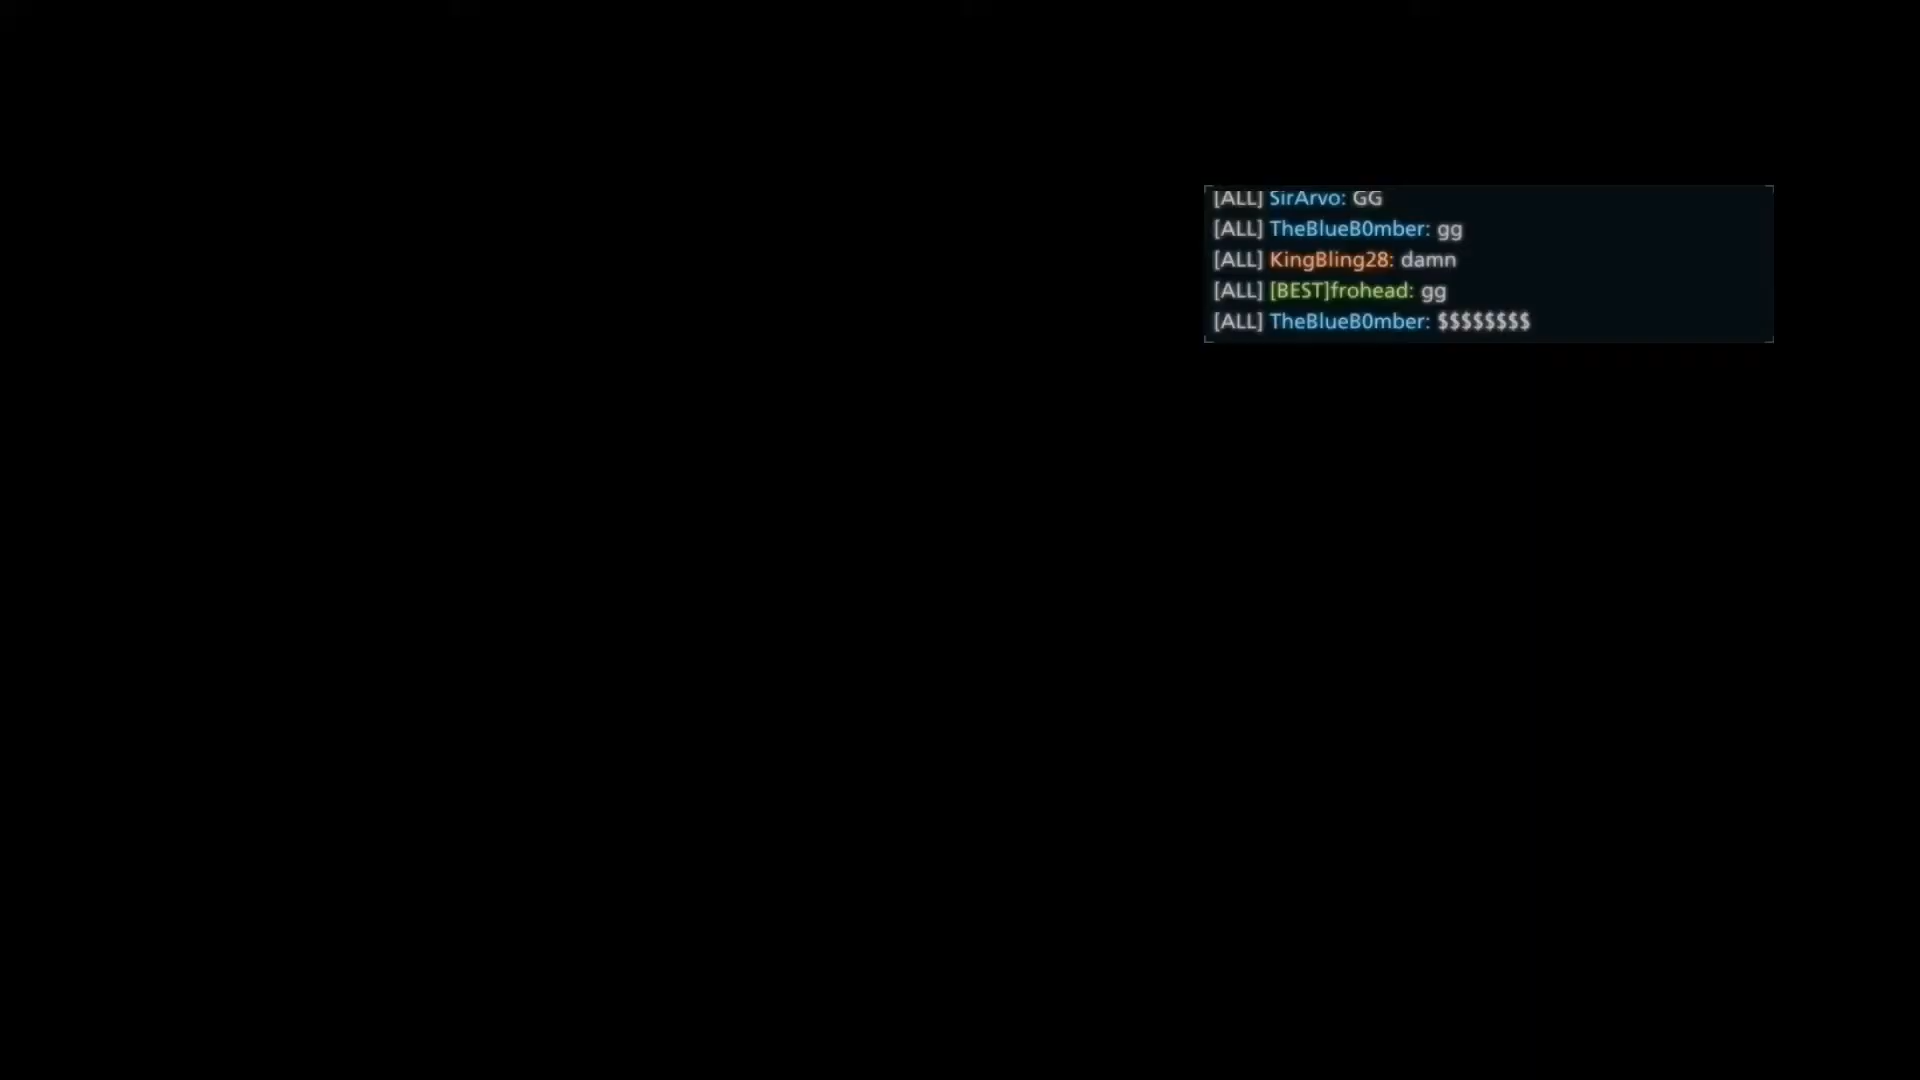 [ALL] SirArvo: GG
[ALL] TheBlueB0mber: gg
[ALL] KingBling28: damn
[ALL] [BEST]frohead: gg
[ALL] TheBlueB0mber: $$$$$$$$